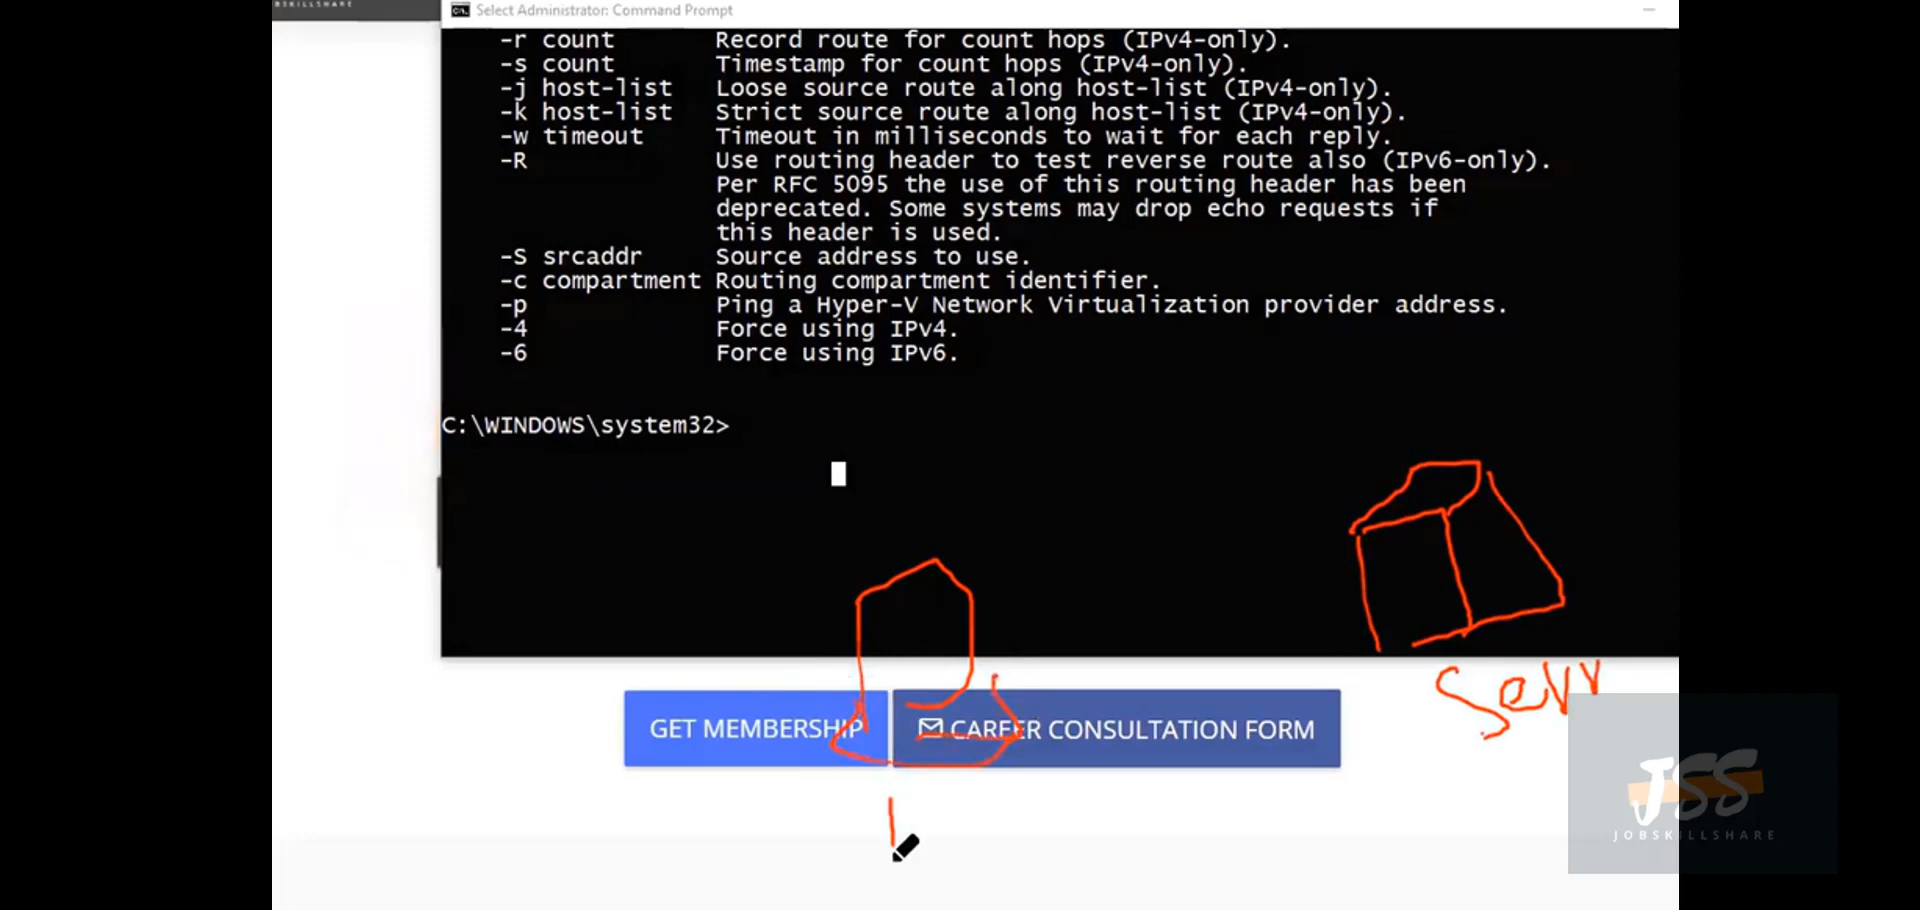 BSKILLSHARE
Select Administrator: Command Prompt
-r count Record route for count hops (IPv4-only).
-s count Timestamp for count hops (IPv4-only).
-j host-list Loose source route along host-list (IPv4-only).
-k host-list Strict source route along host-list (IPv4-only).
-w timeout Timeout in milliseconds to wait for each reply.
-R Use routing header to test reverse route also (IPv6-only).
Per RFC 5095 the use of this routing header has been
deprecated. Some systems may drop echo requests if
this header is used.
-S srcaddr Source address to use.
-c compartment Routing compartment identifier.
-p Ping a Hyper-V Network Virtualization provider address.
-4 Force using IPv4.
-6 Force using IPv6.
C:\WINDOWS\system32>
GET MEMBERSHIP
CAREER CONSULTATION FORM
JSS
JOBSKILLSHARE